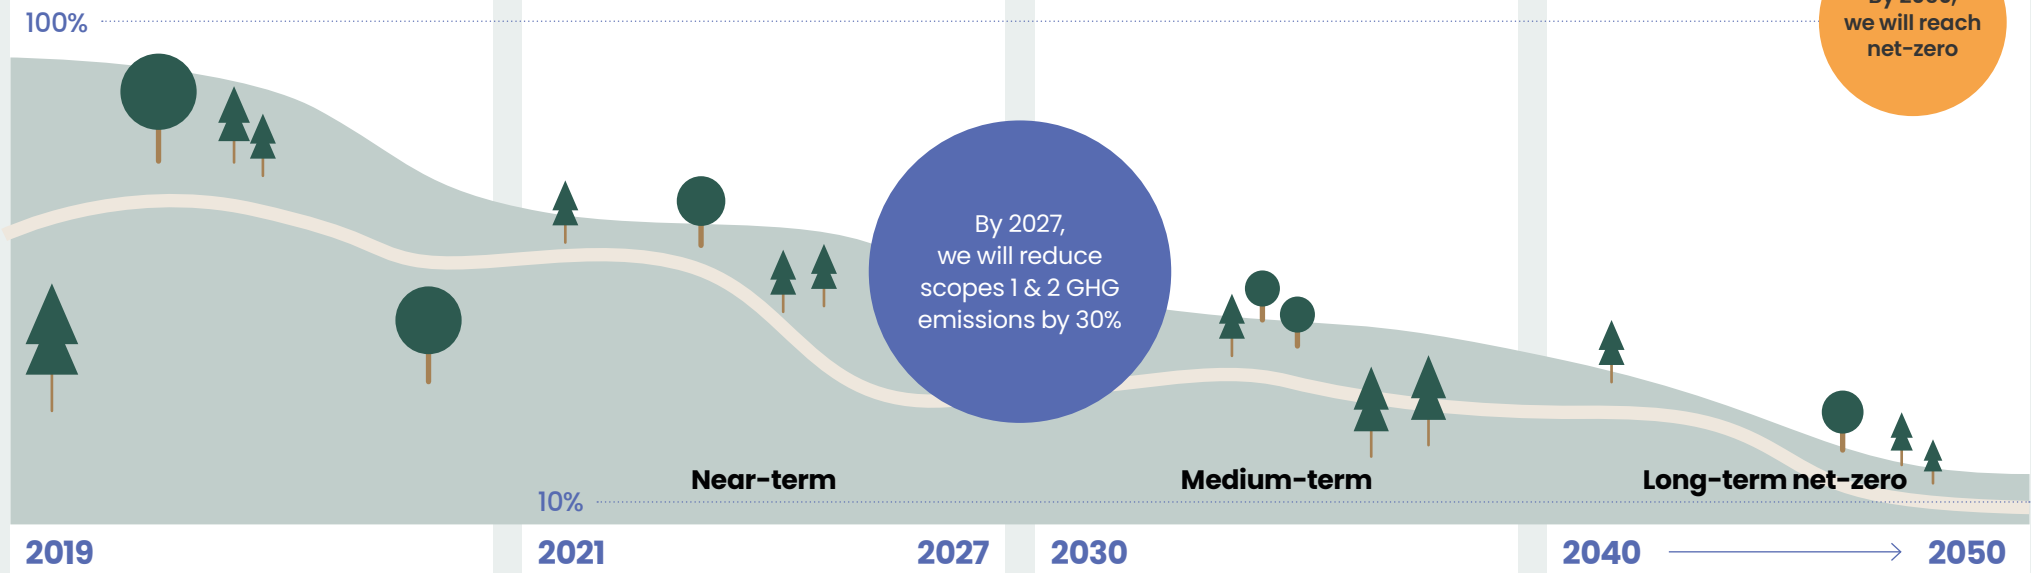 100%
we will reach
net-zero
By 2027,
we will reduce
scopes 1 & 2 GHG
emissions by 30%
Near-term
Medium-term
Long-term net-zero
10%
2019
2021
2027
2030
2040
2050